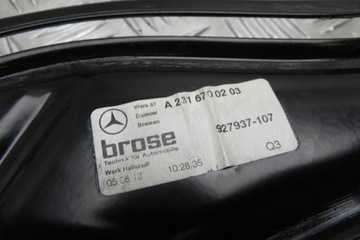 Werk 67
Daimler
Bremen
A 231 670 02 03
brose
Technik für Automobile
Werk Hallstadt
05.08.13
10:28:35
927937-107
Q3